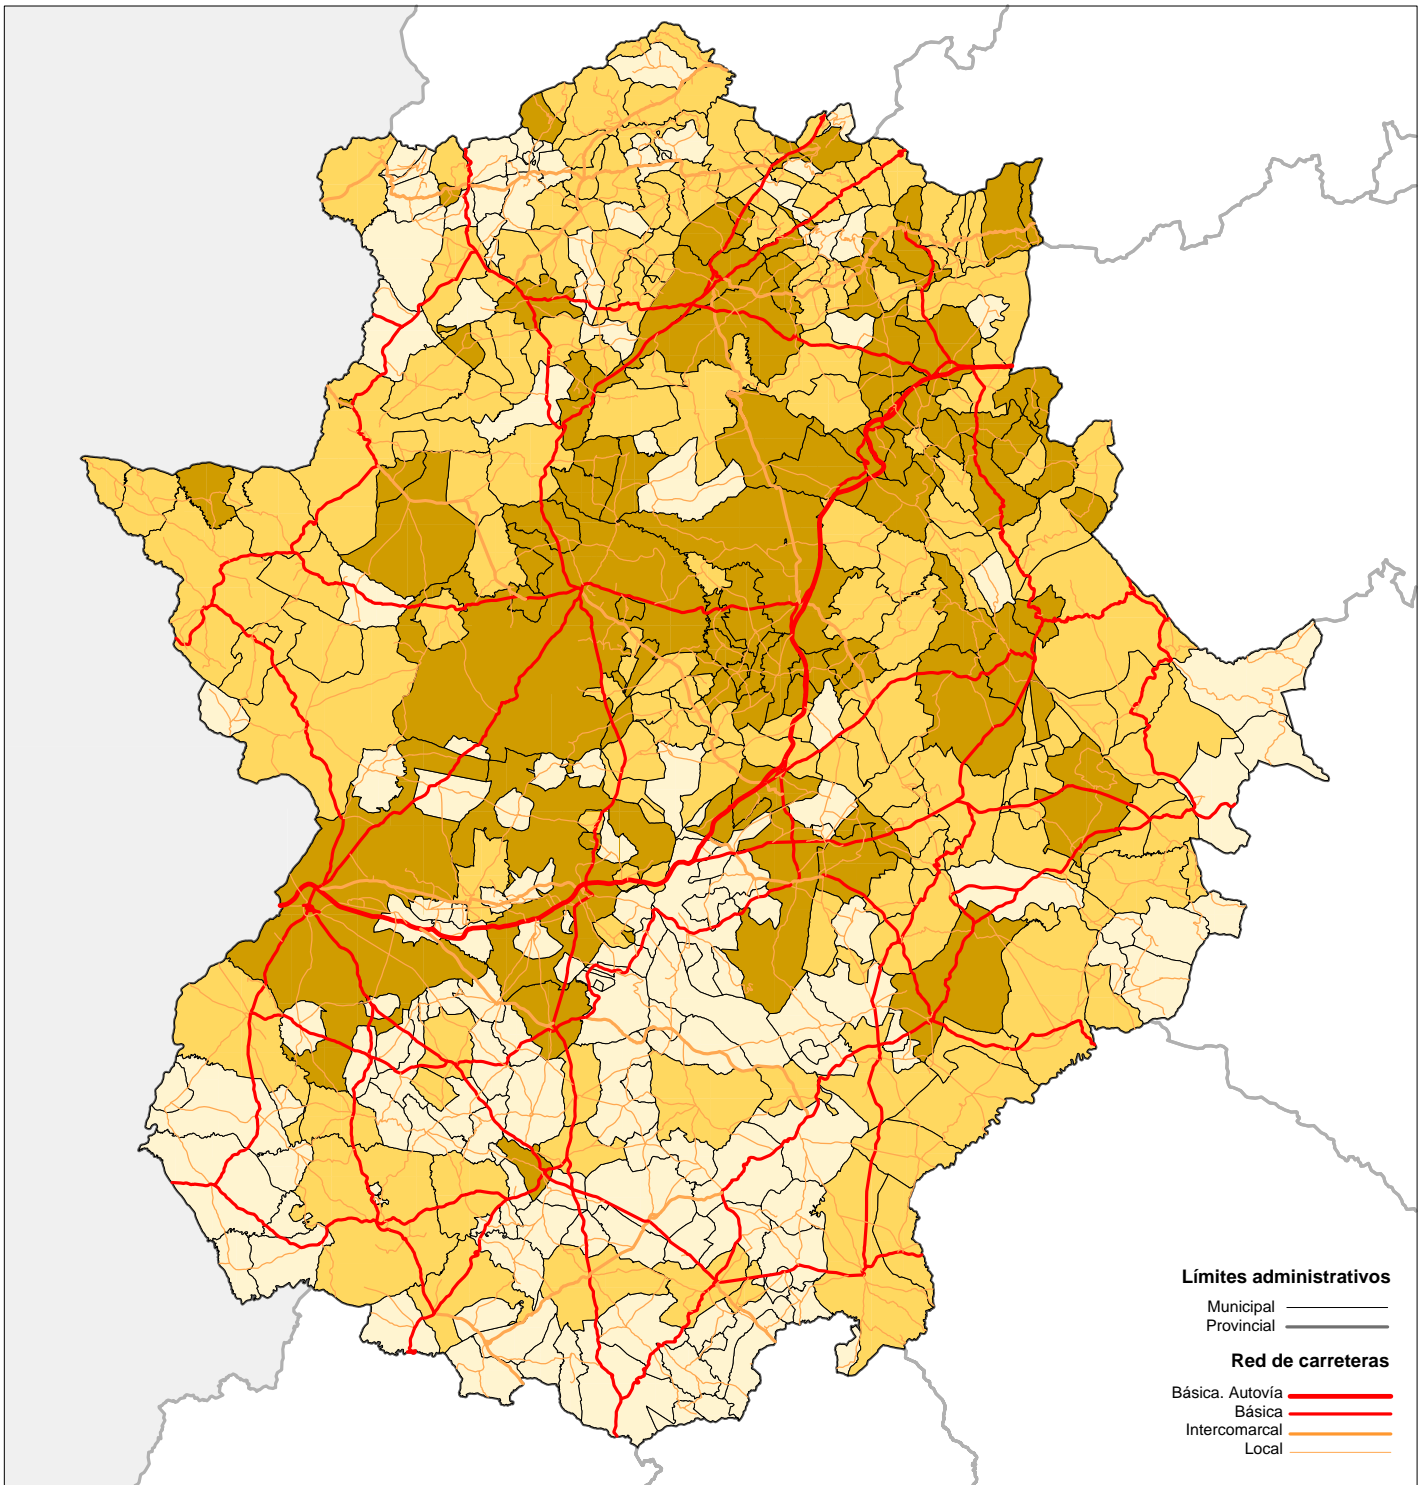 Límites administrativos
Municipal
Provincial
Red de carreteras
Básica. Autovía
Básica
Intercomarcal
Local